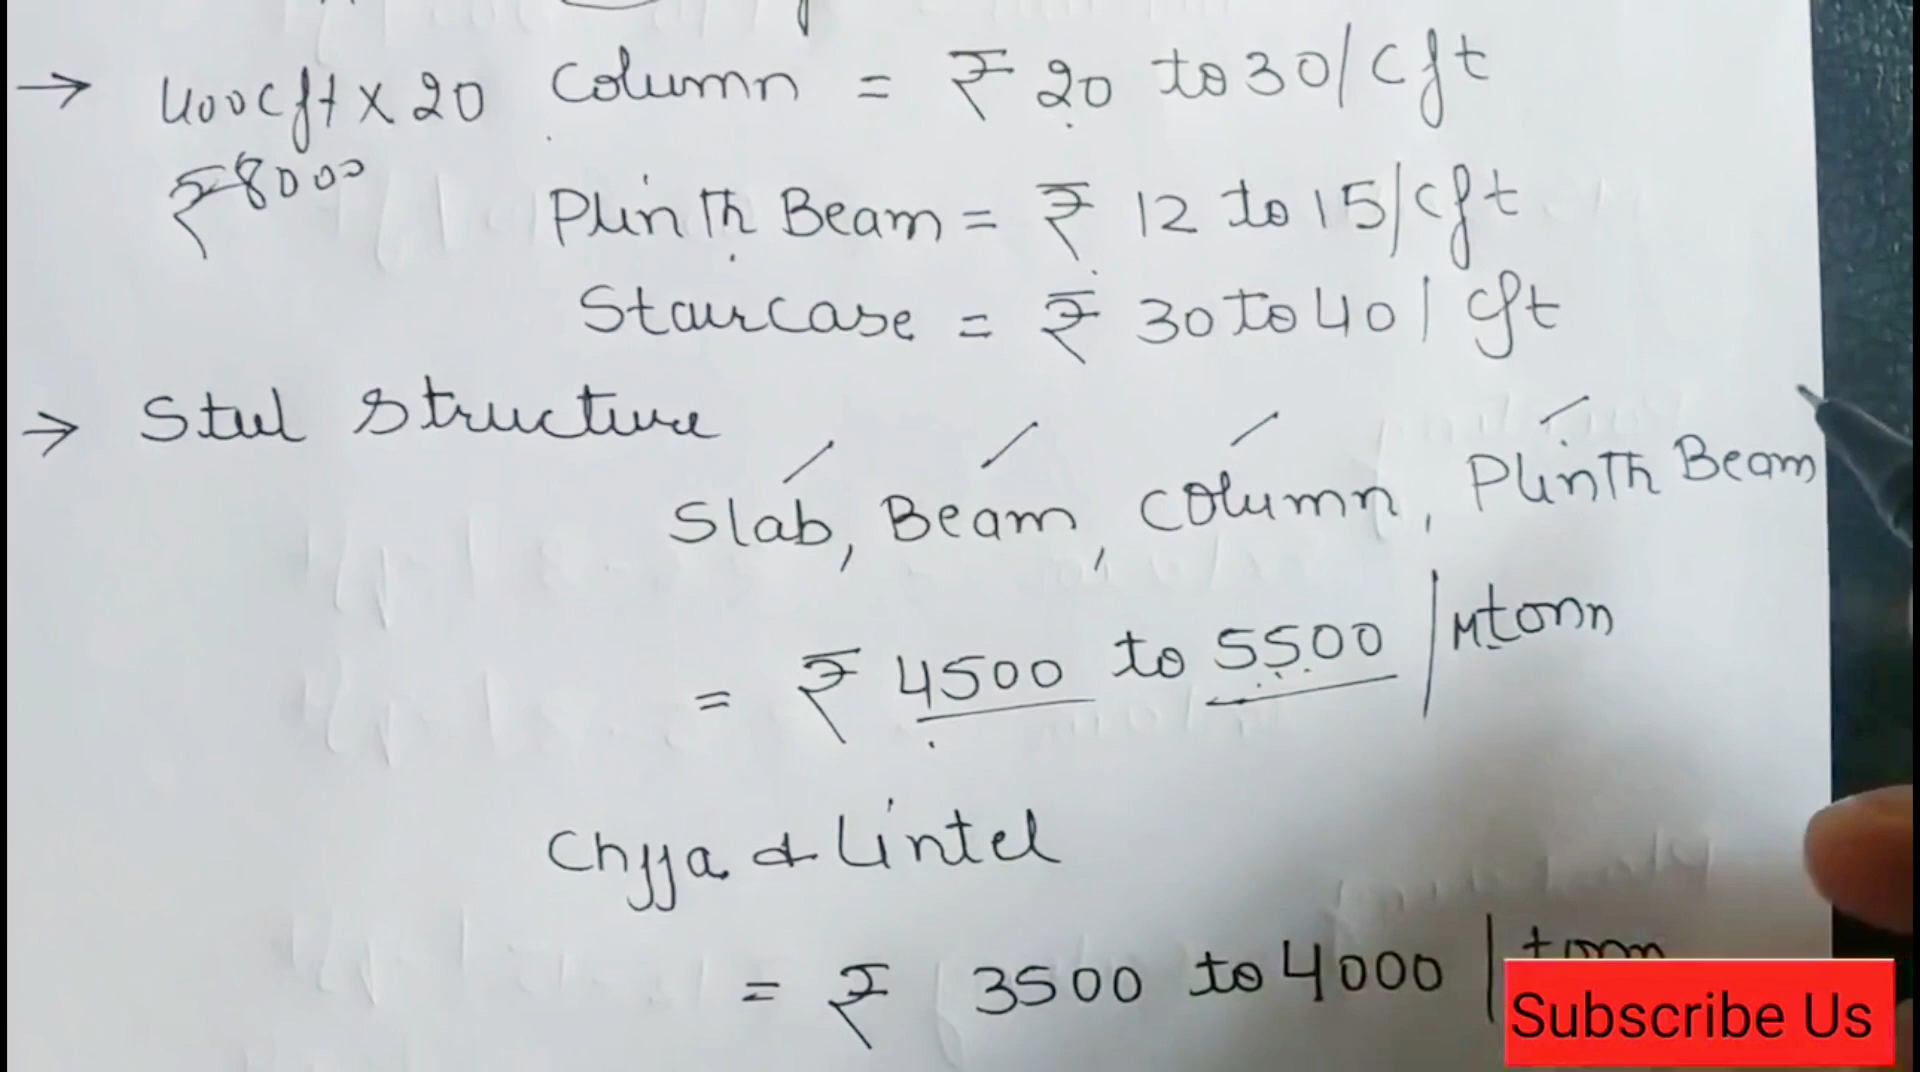 → 400cft x 20 Column = ₹ 20 to 30/Cft
₹8000
Plinth Beam = ₹ 12 to 15/cft
Staircase = ₹ 30 to 40/ cft
→ Steel structure
Slab, Beam, column, Plinth Beam
= ₹ 4500 to 5500 /Mtonn
Chjja & Lintel
= ₹ 3500 to 4000 / tonn
Subscribe Us